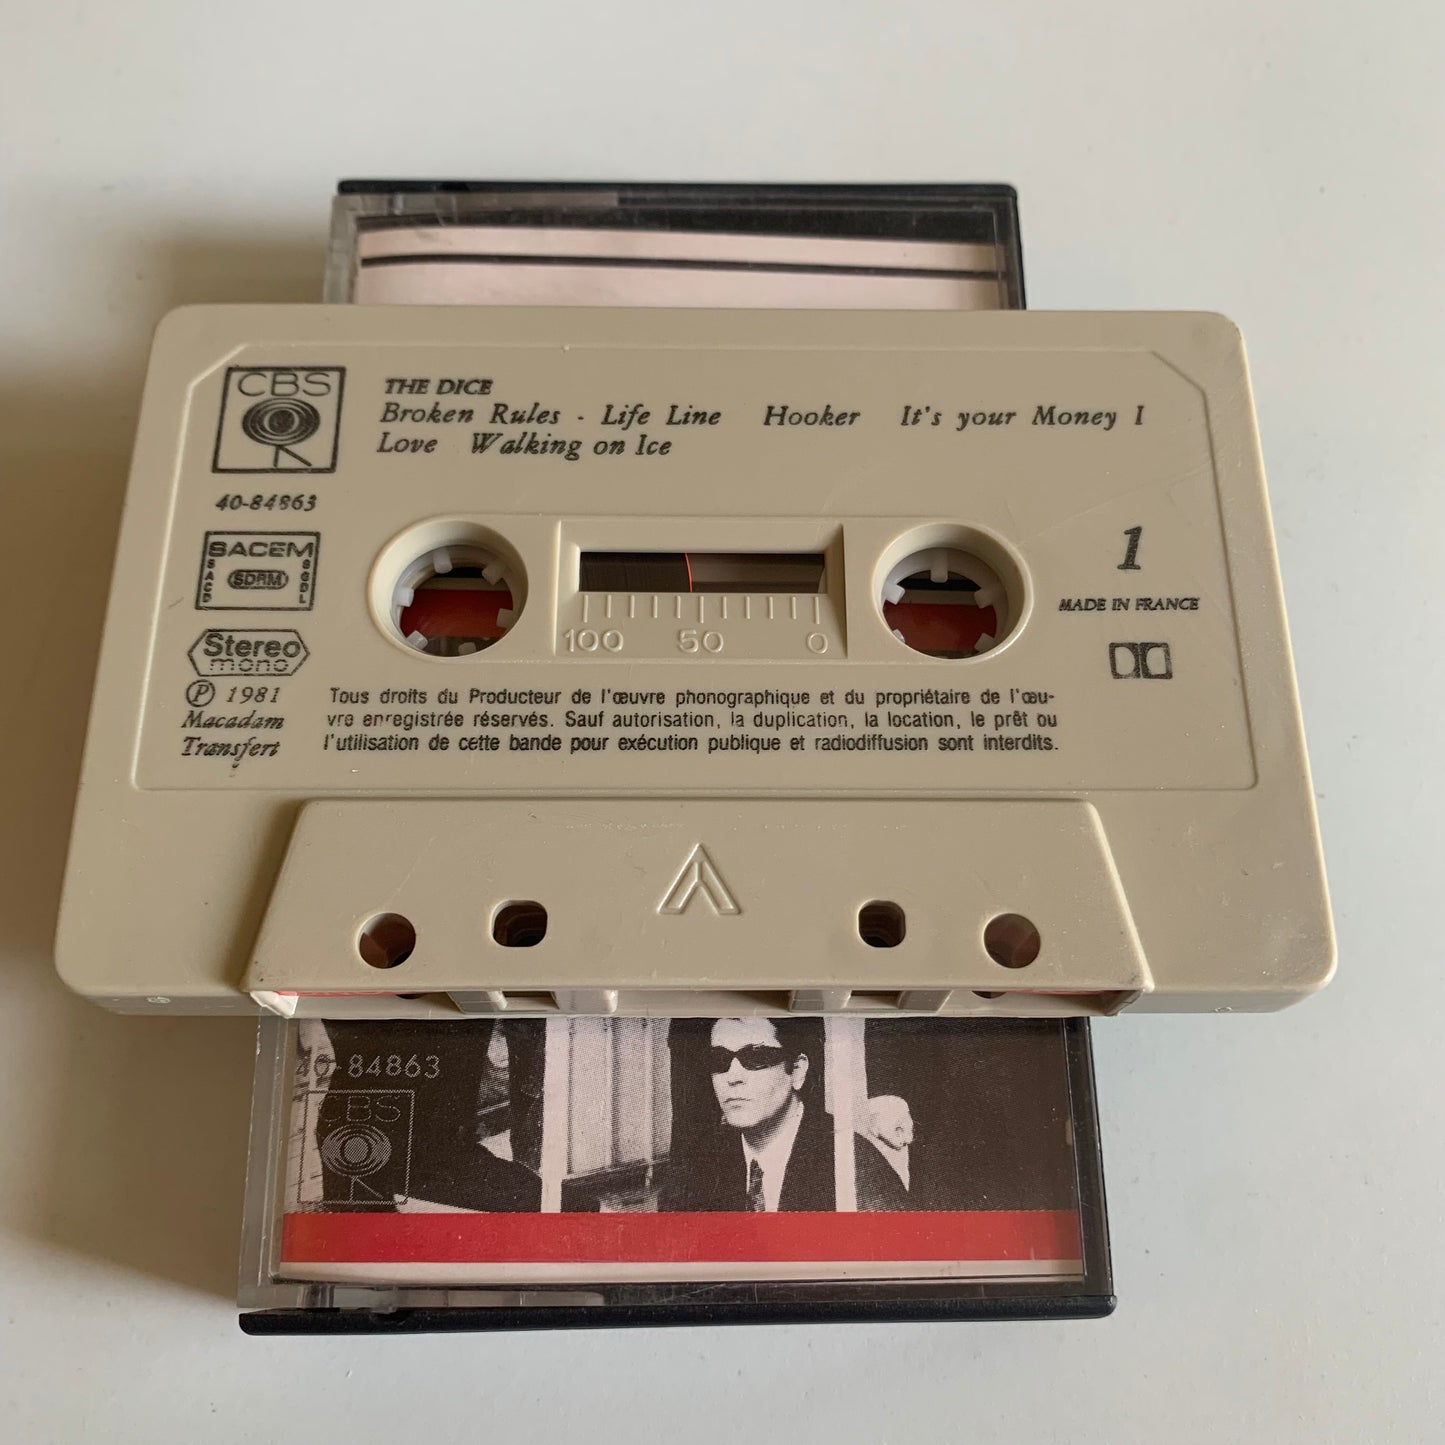 CBS
THE DICE
Broken Rules - Life Line Hooker It's your Money I
Love Walking on Ice
40-84863
SACEM
SACD
SDRM
SGDL
1
MADE IN FRANCE
100 50 0
Stereo
mono
℗ 1981
Macadam
Transfert
Tous droits du Producteur de l'œuvre phonographique et du propriétaire de l'œu-
vre enregistrée réservés. Sauf autorisation, la duplication, la location, le prêt ou
l'utilisation de cette bande pour exécution publique et radiodiffusion sont interdits.
40-84863
CBS